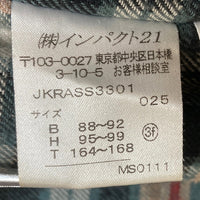 ㈱インパクト21
〒103-0027 東京都中央区日本橋
3-10-5 お客様相談室
JKRASS3301
025
サイズ
B 88~92
H 95~99
T 164~168
3f
MS0111